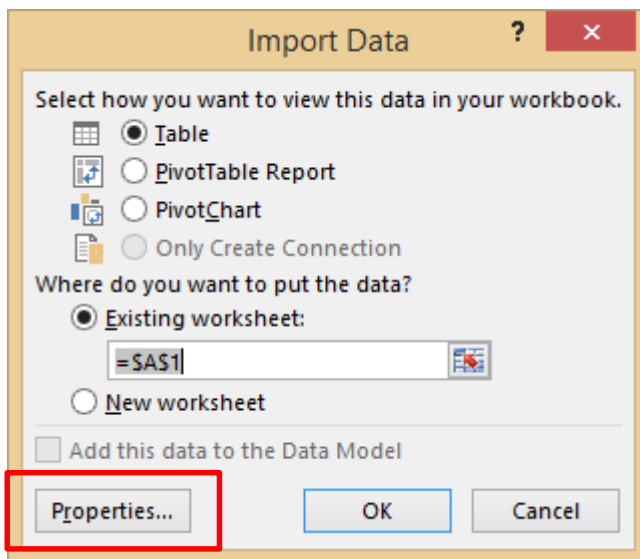 Import Data ?
Select how you want to view this data in your workbook.
Table
PivotTable Report
PivotChart
Only Create Connection
Where do you want to put the data?
Existing worksheet:
=$A$1
New worksheet
Add this data to the Data Model
Properties... OK Cancel